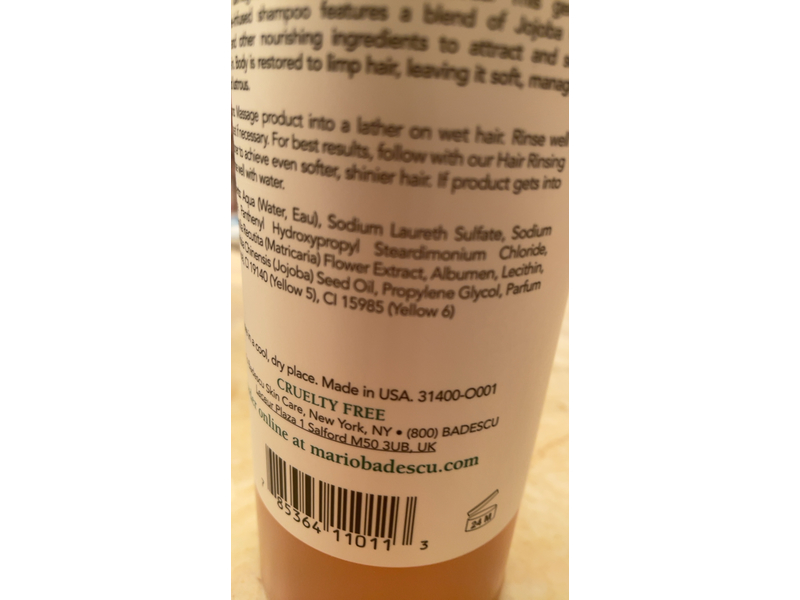 shampoo features a blend of Jojoba
other nourishing ingredients to attract and
Body is restored to limp hair, leaving it soft,
Massage product into a lather on wet hair. Rinse well
necessary. For best results, follow with our Hair Rinsing
to achieve even softer, shinier hair. If product gets into
well with water.
Aqua (Water, Eau), Sodium Laureth Sulfate, Sodium
Panthenyl Hydroxypropyl Steardimonium Chloride,
Recutita (Matricaria) Flower Extract, Albumen, Lecithin,
Chinensis (Jojoba) Seed Oil, Propylene Glycol, Parfum
19140 (Yellow 5), CI 15985 (Yellow 6)
in a cool, dry place. Made in USA. 31400-O001
CRUELTY FREE
Badescu Skin Care, New York, NY • (800) BADESCU
Plaza 1 Salford M50 3UB, UK
online at mariobadescu.com
85364 11011 3
24 M